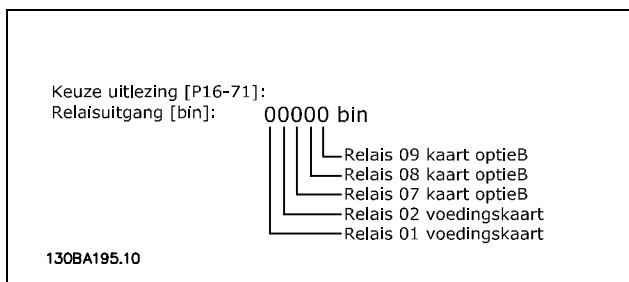 Keuze uitlezing [P16-71]:
Relaisuitgang [bin]: 00000 bin
Relais 09 kaart optieB
Relais 08 kaart optieB
Relais 07 kaart optieB
Relais 02 voedingskaart
Relais 01 voedingskaart
130BA195.10